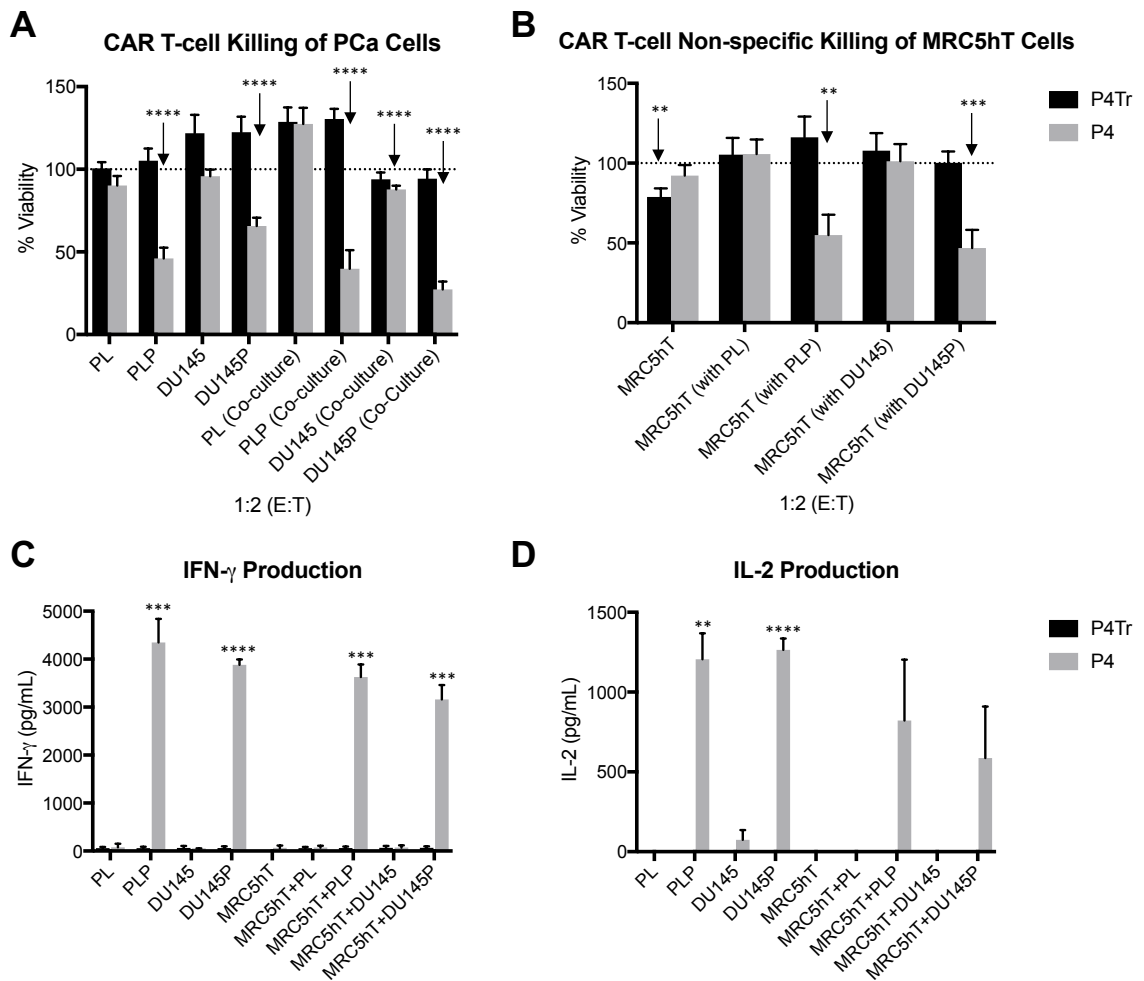 A
CAR T-cell Killing of PCa Cells
% Viability
150
100
50
0
****
****
****
****
****
PL
PLP
DU145
DU145P
PL (Co-culture)
PLP (Co-culture)
DU145 (Co-culture)
DU145P (Co-Culture)
1:2 (E:T)
B
CAR T-cell Non-specific Killing of MRC5hT Cells
% Viability
150
100
50
0
**
**
***
MRC5hT
MRC5hT (with PL)
MRC5hT (with PLP)
MRC5hT (with DU145)
MRC5hT (with DU145P)
1:2 (E:T)
P4Tr
P4
C
IFN-γ Production
IFN-γ (pg/mL)
5000
4000
3000
2000
1000
0
***
****
***
***
PL
PLP
DU145
DU145P
MRC5hT
MRC5hT+PL
MRC5hT+PLP
MRC5hT+DU145
MRC5hT+DU145P
D
IL-2 Production
IL-2 (pg/mL)
1500
1000
500
0
**
****
PL
PLP
DU145
DU145P
MRC5hT
MRC5hT+PL
MRC5hT+PLP
MRC5hT+DU145
MRC5hT+DU145P
P4Tr
P4